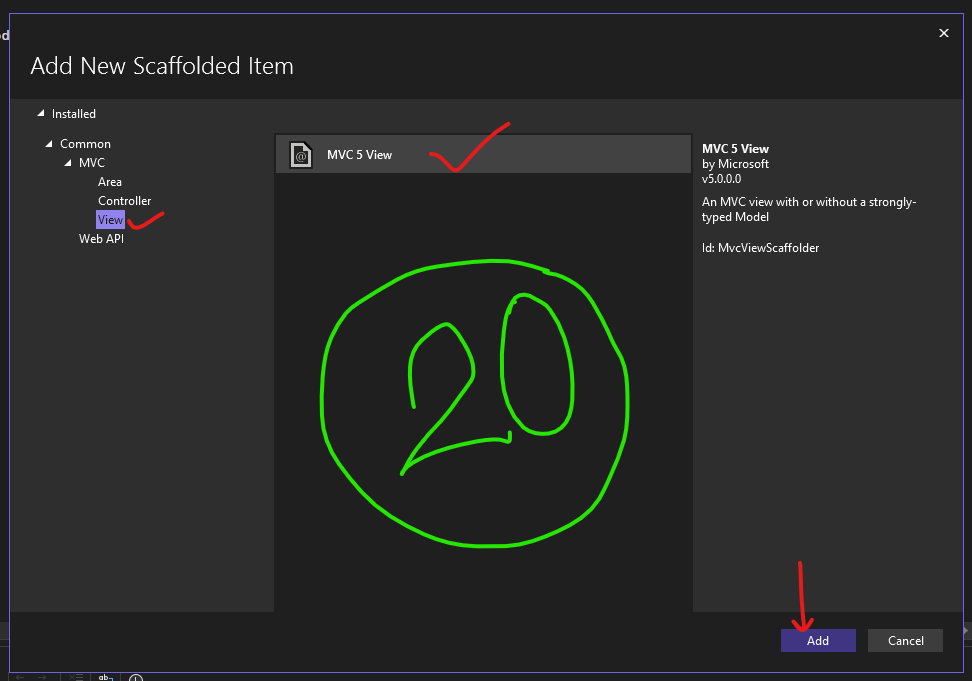 Add New Scaffolded Item
Installed
Common
MVC
Area
Controller
View
Web API
MVC 5 View
20
MVC 5 View
by Microsoft
v5.0.0.0
An MVC view with or without a strongly-
typed Model
Id: MvcViewScaffolder
Add
Cancel